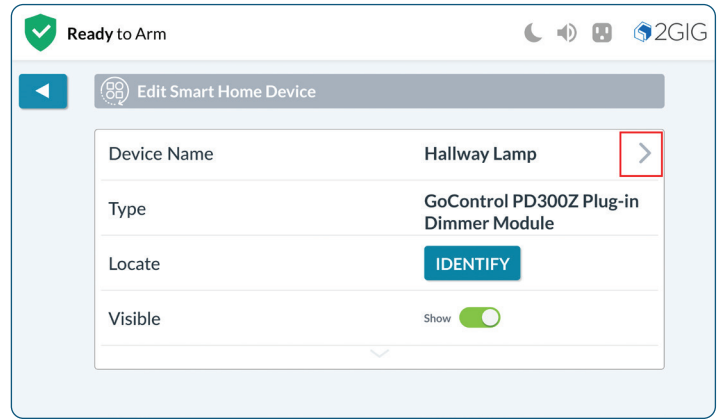 Ready to Arm
2GIG
Edit Smart Home Device
Device Name
Hallway Lamp
Type
GoControl PD300Z Plug-in
Dimmer Module
Locate
IDENTIFY
Visible
Show